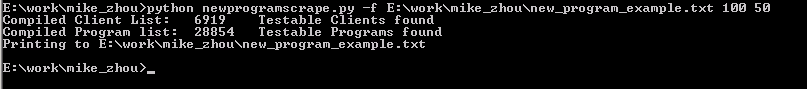 E:\work\mike_zhou>python newprogramscrape.py -f E:\work\mike_zhou\new_program_example.txt 100 50
Compiled Client List:   6919    Testable Clients found
Compiled Program list:  28854   Testable Programs found
Printing to E:\work\mike_zhou\new_program_example.txt
E:\work\mike_zhou>_